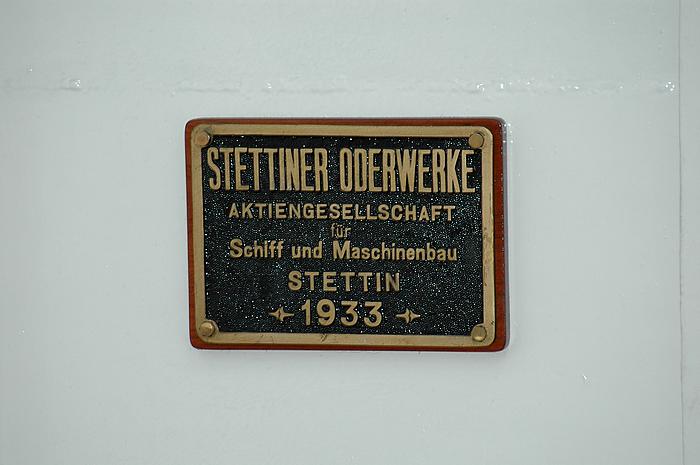 STETTINER ODERWERKE
AKTIENGESELLSCHAFT
für
Schiff und Maschinenbau
STETTIN
1933